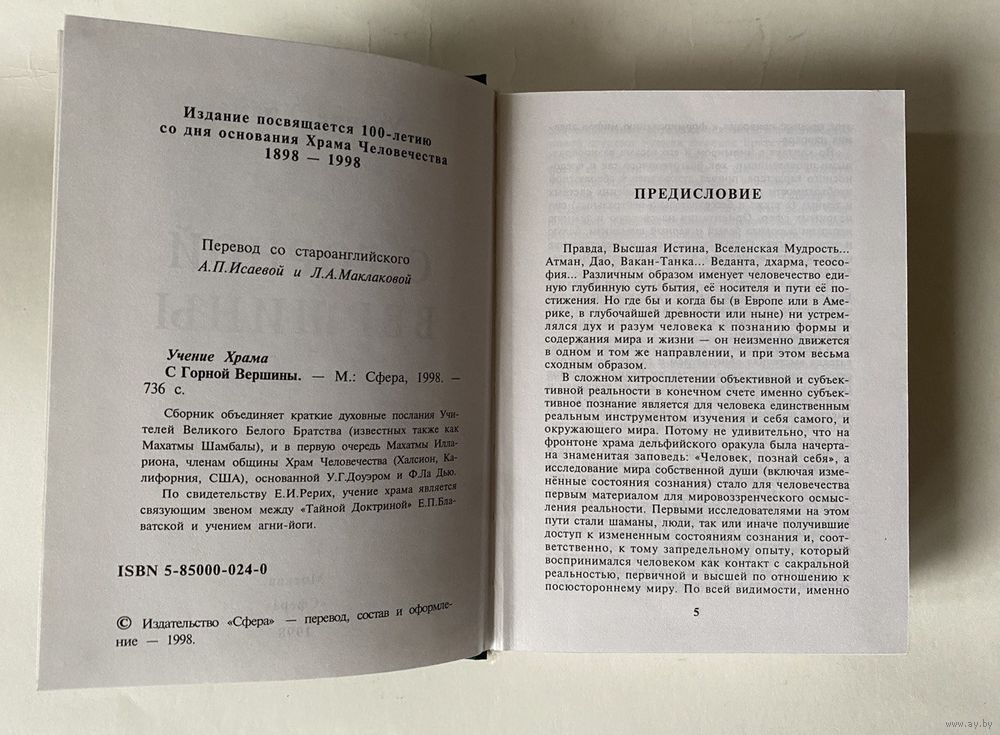 Издание посвящается 100-летию
со дня основания Храма Человечества
1898 — 1998
Перевод со староанглийского
А.П.Исаевой и Л.А.Маклаковой
Учение Храма
С Горной Вершины. — М.: Сфера, 1998. —
736 с.
Сборник объединяет краткие духовные послания Учи-
телей Великого Белого Братства (известных также как
Махатмы Шамбалы), и в первую очередь Махатмы Илла-
риона, членам общины Храм Человечества (Халсион, Ка-
лифорния, США), основанной У.Г.Доуэром и Ф.Ла Дью.
По свидетельству Е.И.Рерих, учение храма является
связующим звеном между «Тайной Доктриной» Е.П.Бла-
ватской и учением агни-йоги.
ISBN 5-85000-024-0
© Издательство «Сфера» — перевод, состав и оформле-
ние — 1998.
ПРЕДИСЛОВИЕ
Правда, Высшая Истина, Вселенская Мудрость...
Атман, Дао, Вакан-Танка... Веданта, дхарма, теосо-
фия... Различным образом именует человечество еди-
ную глубинную суть бытия, её носителя и пути её по-
стижения. Но где бы и когда бы (в Европе или в Аме-
рике, в глубочайшей древности или ныне) ни устрем-
лялся дух и разум человека к познанию формы и
содержания мира и жизни — он неизменно движется
в одном и том же направлении, и при этом весьма
сходным образом.
В сложном хитросплетении объективной и субъек-
тивной реальности в конечном счете именно субъек-
тивное познание является для человека единственным
реальным инструментом изучения и себя самого, и
окружающего мира. Потому не удивительно, что на
фронтоне храма дельфийского оракула была начерта-
на знаменитая заповедь: «Человек, познай себя», а
исследование мира собственной души (включая изме-
нённые состояния сознания) стало для человечества
первым материалом для мировоззренческого осмыс-
ления реальности. Первыми исследователями на этом
пути стали шаманы, люди, так или иначе получившие
доступ к измененным состояниям сознания и, соот-
ветственно, к тому запредельному опыту, который
воспринимался человеком как контакт с сакральной
реальностью, первичной и высшей по отношению к
посюстороннему миру. По всей видимости, именно
5
www.ay.by